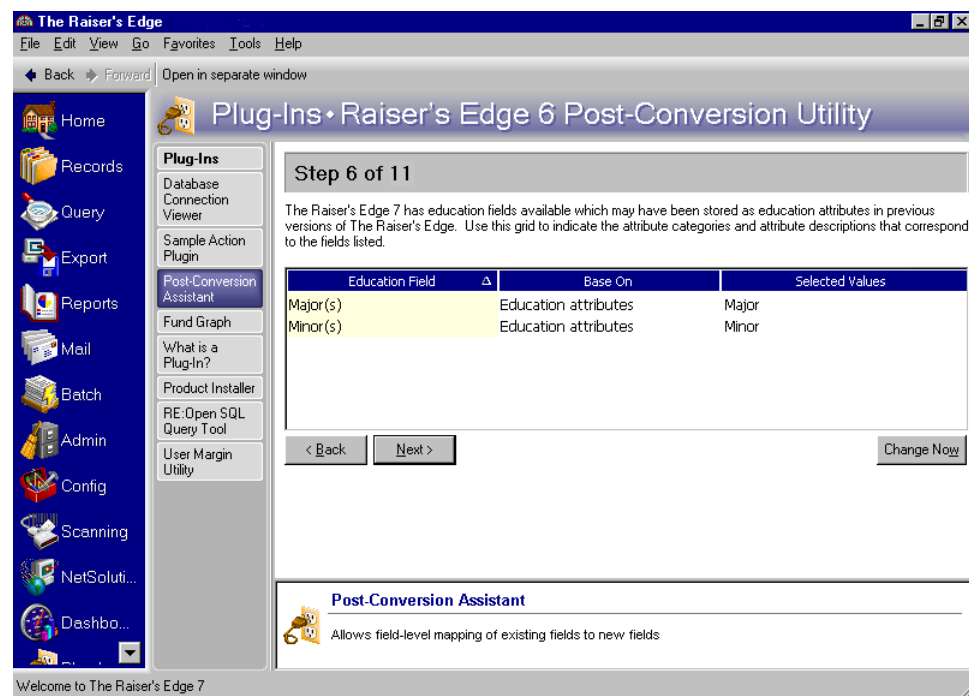 The Raiser's Edge
File Edit View Go Favorites Tools Help
Back Forward Open in separate window
Plug-Ins • Raiser's Edge 6 Post-Conversion Utility
Home
Records
Query
Export
Reports
Mail
Batch
Admin
Config
Scanning
NetSoluti...
Dashbo...
Plug-Ins
Database
Connection
Viewer
Sample Action
Plugin
Post-Conversion
Assistant
Fund Graph
What is a
Plug-In?
Product Installer
RE:Open SQL
Query Tool
User Margin
Utility
Step 6 of 11
The Raiser's Edge 7 has education fields available which may have been stored as education attributes in previous
versions of The Raiser's Edge. Use this grid to indicate the attribute categories and attribute descriptions that correspond
to the fields listed.
Education Field Base On Selected Values
Major(s) Education attributes Major
Minor(s) Education attributes Minor
< Back Next > Change Now
Post-Conversion Assistant
Allows field-level mapping of existing fields to new fields
Welcome to The Raiser's Edge 7